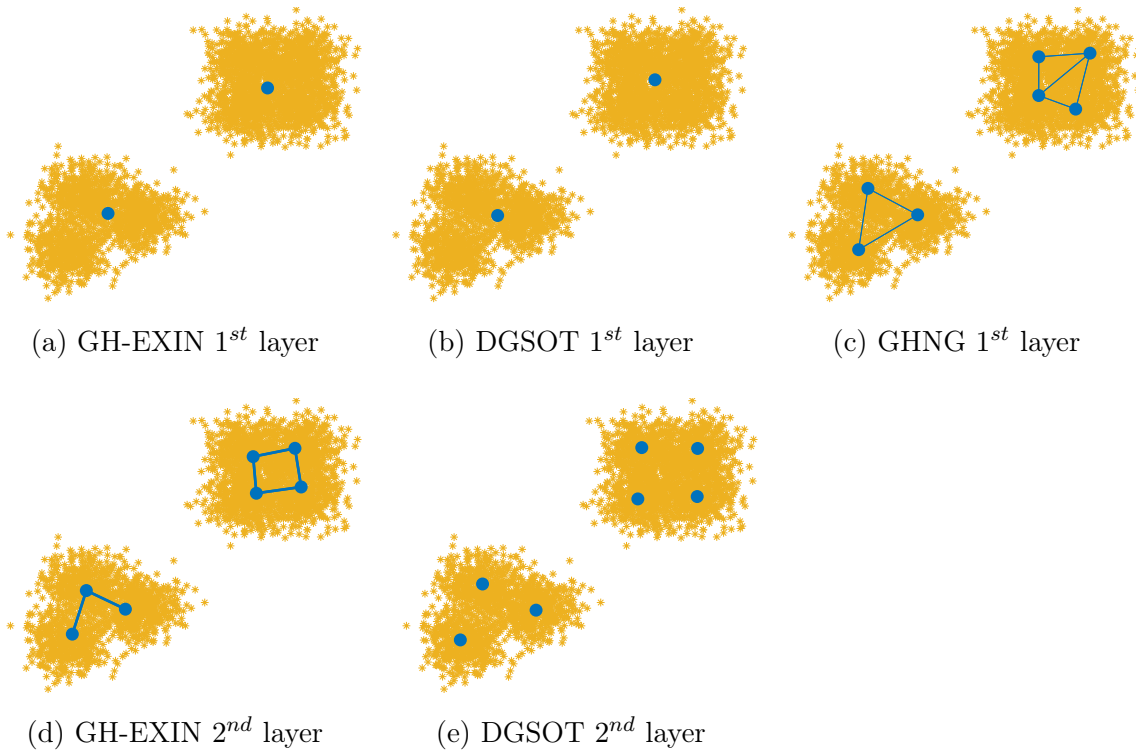 (a) GH-EXIN 1st layer
(b) DGSOT 1st layer
(c) GHNG 1st layer
(d) GH-EXIN 2nd layer
(e) DGSOT 2nd layer